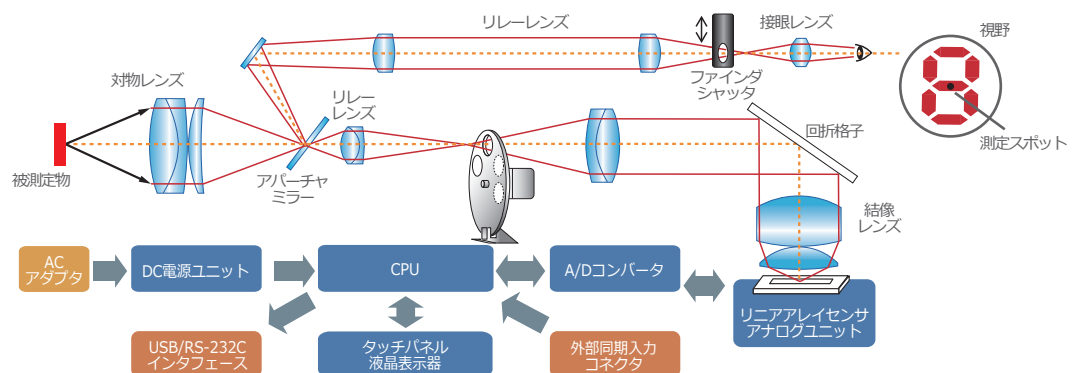 リレーレンズ
接眼レンズ
視野
対物レンズ
リレー
レンズ
ファインダ
シャッタ
回折格子
測定スポット
被測定物
アパーチャ
ミラー
結像
レンズ
AC
アダプタ
DC電源ユニット
CPU
A/Dコンバータ
リニアアレイセンサ
アナログユニット
USB/RS-232C
インタフェース
タッチパネル
液晶表示器
外部同期入力
コネクタ